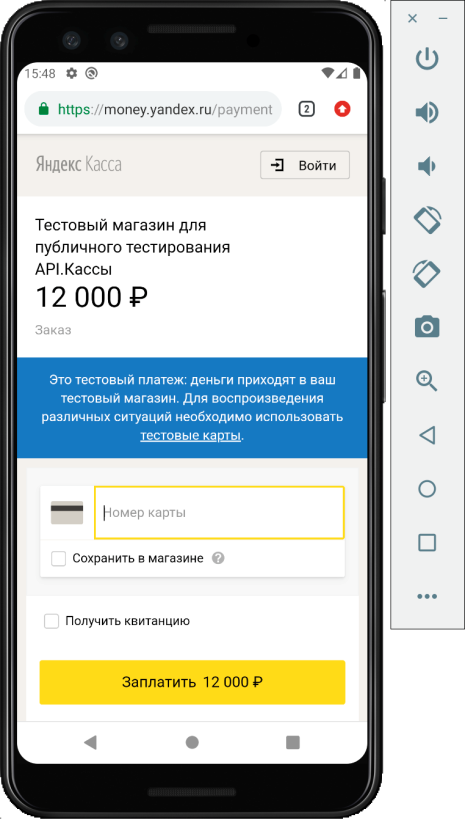 15:48
https://money.yandex.ru/payment
2
Яндекс Касса
Войти
Тестовый магазин для
публичного тестирования
API.Кассы
12 000 ₽
Заказ
Это тестовый платеж: деньги приходят в ваш
тестовый магазин. Для воспроизведения
различных ситуаций необходимо использовать
тестовые карты.
Номер карты
Сохранить в магазине ?
Получить квитанцию
Заплатить 12 000 ₽